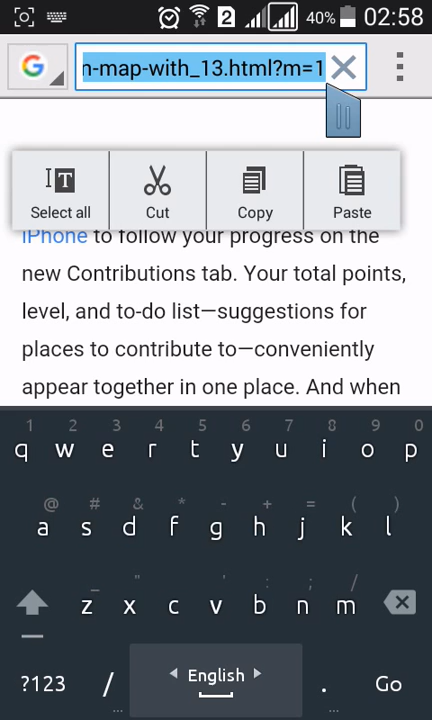 2 40% 02:58
G n-map-with_13.html?m=1
T
Select all Cut Copy Paste
iPhone to follow your progress on the
new Contributions tab. Your total points,
level, and to-do list—suggestions for
places to contribute to—conveniently
appear together in one place. And when
1 2 3 4 5 6 7 8 9 0
q w e r t y u i o p
@ # & * - + = ( )
a s d f g h j k l
_ " ' : ; /
z x c v b n m
?123 / English . Go
... ...